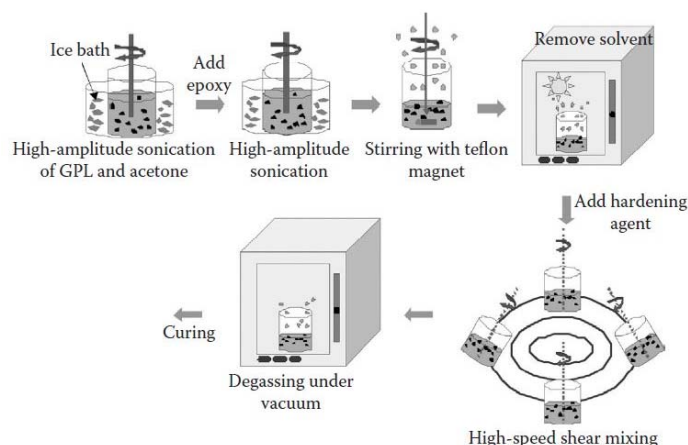 Ice bath
Add
epoxy
Remove solvent
High-amplitude sonication
of GPL and acetone
High-amplitude
sonication
Stirring with teflon
magnet
Add hardening
agent
Curing
Degassing under
vacuum
High-speed shear mixing